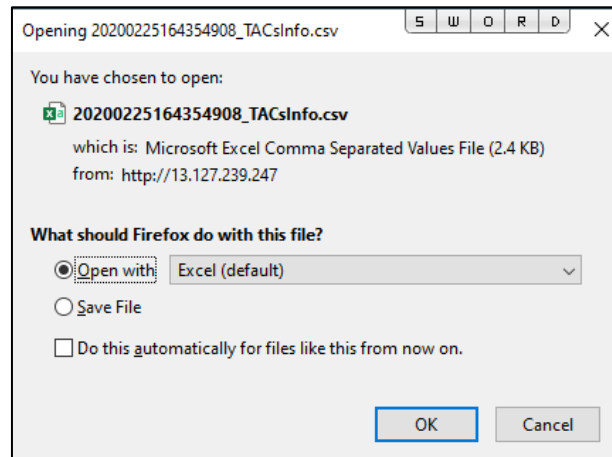 Opening 20200225164354908_TACsInfo.csv
S W O R D
You have chosen to open:
20200225164354908_TACsInfo.csv
which is: Microsoft Excel Comma Separated Values File (2.4 KB)
from: http://13.127.239.247
What should Firefox do with this file?
Open with Excel (default)
Save File
Do this automatically for files like this from now on.
OK Cancel